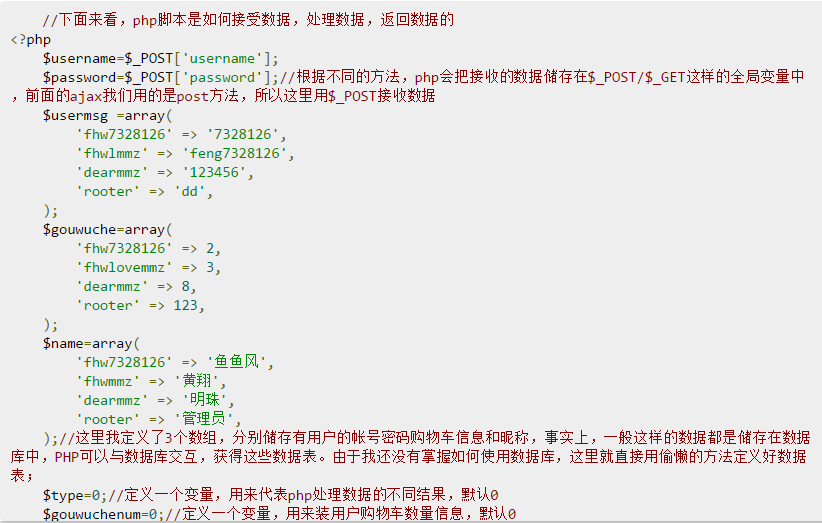 //下面来看，php脚本是如何接受数据，处理数据，返回数据的
<?php
$username=$_POST['username'];
$password=$_POST['password'];//根据不同的方法，php会把接收的数据储存在$_POST/$_GET这样的全局变量中
，前面的ajax我们用的是post方法，所以这里用$_POST接收数据
$usermsg =array(
'fhw7328126' => '7328126',
'fhwlmmz' => 'feng7328126',
'dearmmz' => '123456',
'rooter' => 'dd',
);
$gouwuche=array(
'fhw7328126' => 2,
'fhwlovemmz' => 3,
'dearmmz' => 8,
'rooter' => 123,
);
$name=array(
'fhw7328126' => '鱼鱼风',
'fhwmmz' => '黄翔',
'dearmmz' => '明珠',
'rooter' => '管理员',
);//这里我定义了3个数组，分别储存有用户的帐号密码购物车信息和昵称，事实上，一般这样的数据都是储存在数据
库中，PHP可以与数据库交互，获得这些数据表。由于我还没有掌握如何使用数据库，这里就直接用偷懒的方法定义好数据
表；
$type=0;//定义一个变量，用来代表php处理数据的不同结果，默认0
$gouwuchenum=0;//定义一个变量，用来装用户购物车数量信息，默认0